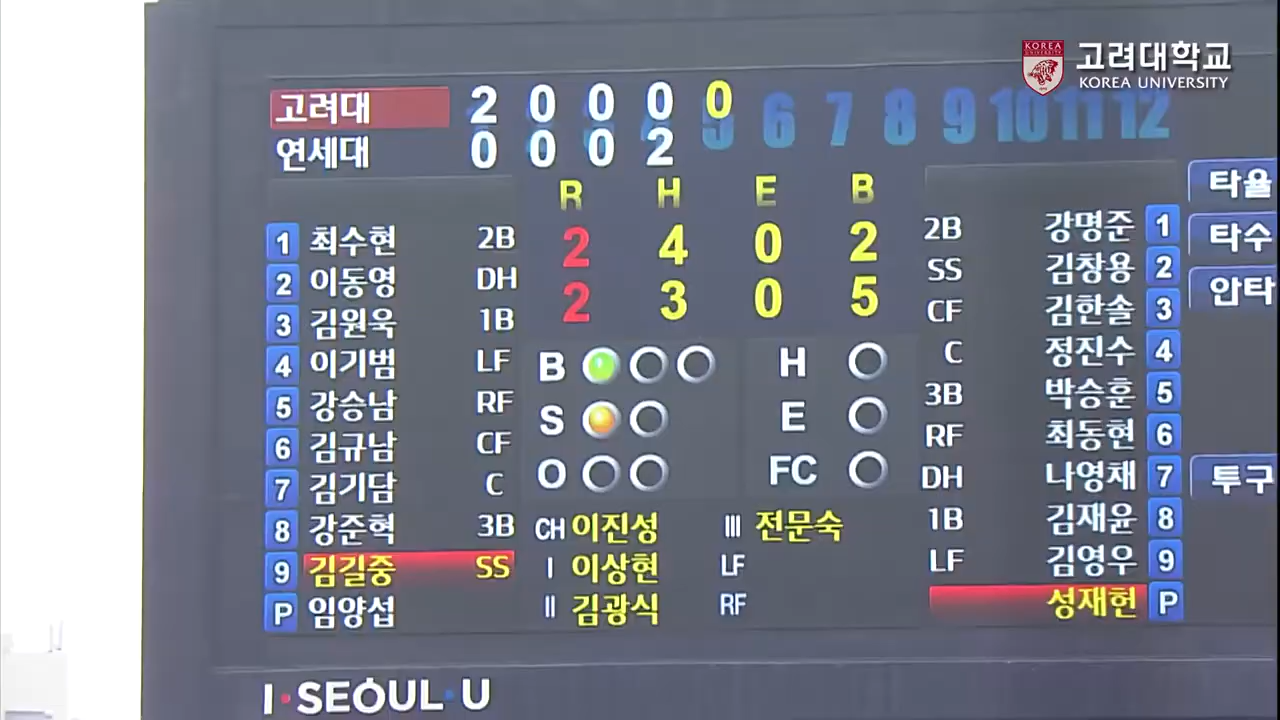 KOREA
UNIVERSITY
고려대학교
KOREA UNIVERSITY
고려대 2 0 0 0 0 6 7 8 9 10 11 12
연세대 0 0 0 2
R H E B
2 4 0 2
2 3 0 5
1 최수현 2B
2 이동영 DH
3 김원욱 1B
4 이기범 LF
5 강승남 RF
6 김규남 CF
7 김기담 C
8 강준혁 3B
9 김길중 SS
P 임양섭
B
S
O
H
E
FC
CH 이진성 III 전문숙
I 이상현 LF
II 김광식 RF
2B 강명준 1
SS 김창용 2
CF 김한솔 3
C 정진수 4
3B 박승훈 5
RF 최동현 6
DH 나영채 7
1B 김재윤 8
LF 김영우 9
성재헌 P
타율
타수
안타
투구
I·SEOUL·U